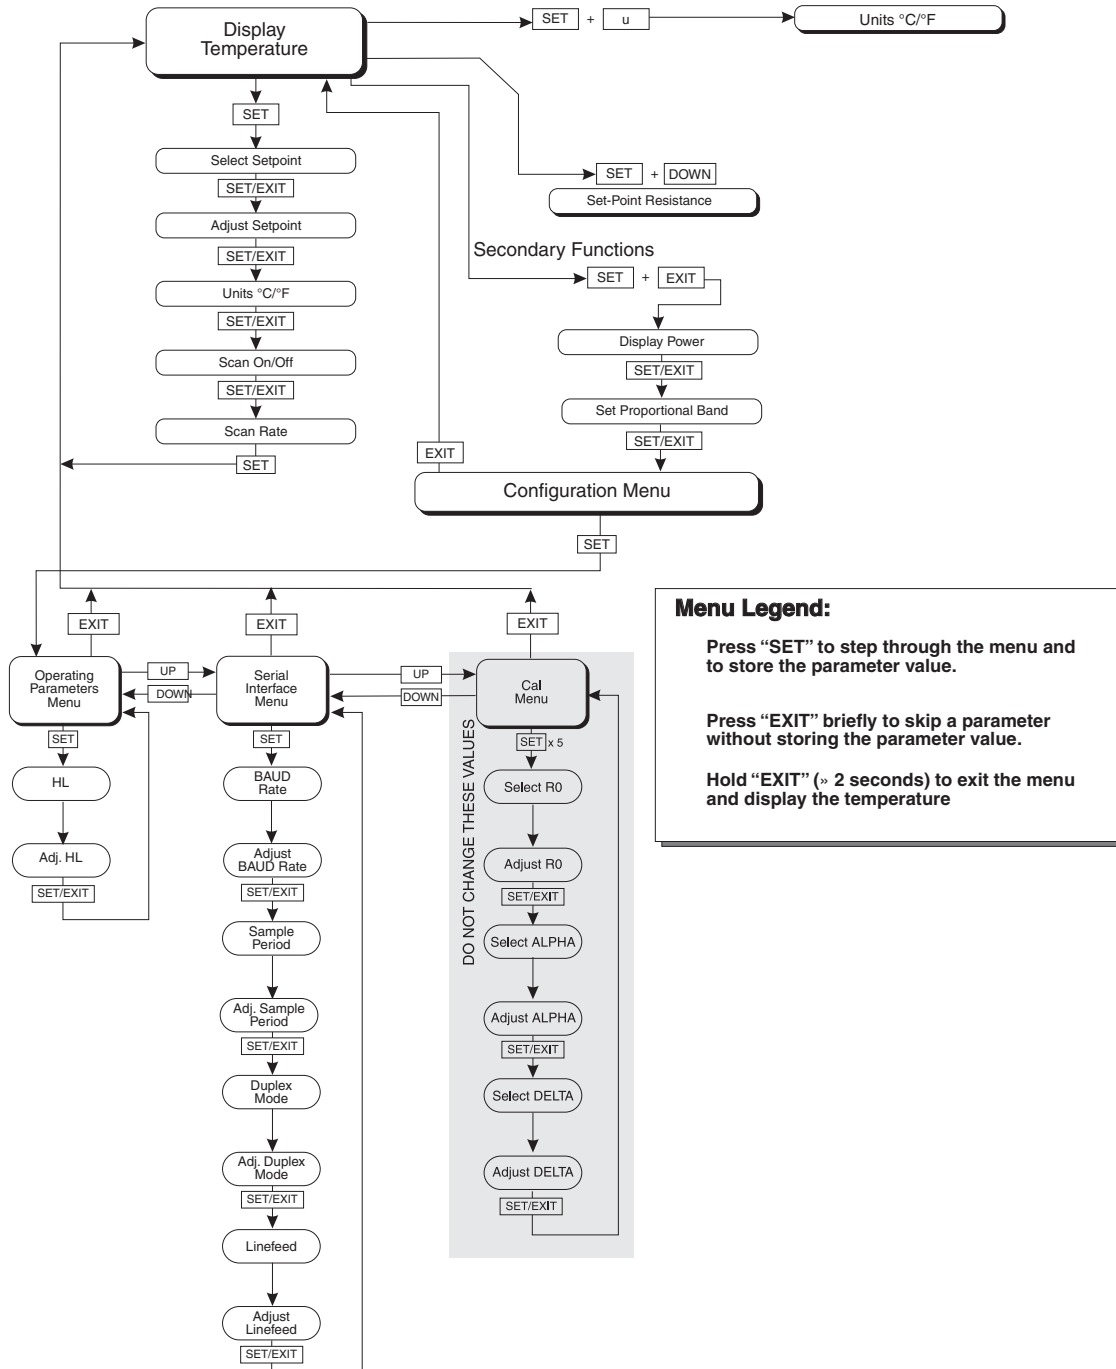 Display
Temperature
SET + u
Units °C/°F
SET
Select Setpoint
SET/EXIT
Adjust Setpoint
SET/EXIT
Units °C/°F
SET/EXIT
Scan On/Off
SET/EXIT
Scan Rate
SET
SET + DOWN
Set-Point Resistance
Secondary Functions
SET + EXIT
Display Power
SET/EXIT
Set Proportional Band
SET/EXIT
EXIT
Configuration Menu
SET
EXIT
EXIT
EXIT
Operating
Parameters
Menu
UP
DOWN
Serial
Interface
Menu
UP
DOWN
Cal
Menu
SET
HL
Adj. HL
SET/EXIT
SET
BAUD
Rate
Adjust
BAUD Rate
SET/EXIT
Sample
Period
Adj. Sample
Period
SET/EXIT
Duplex
Mode
Adj. Duplex
Mode
SET/EXIT
Linefeed
Adjust
Linefeed
SET/EXIT
DO NOT CHANGE THESE VALUES
SET x 5
Select R0
Adjust R0
SET/EXIT
Select ALPHA
Adjust ALPHA
SET/EXIT
Select DELTA
Adjust DELTA
SET/EXIT
Menu Legend:
Press “SET” to step through the menu and
to store the parameter value.
Press “EXIT” briefly to skip a parameter
without storing the parameter value.
Hold “EXIT” (» 2 seconds) to exit the menu
and display the temperature